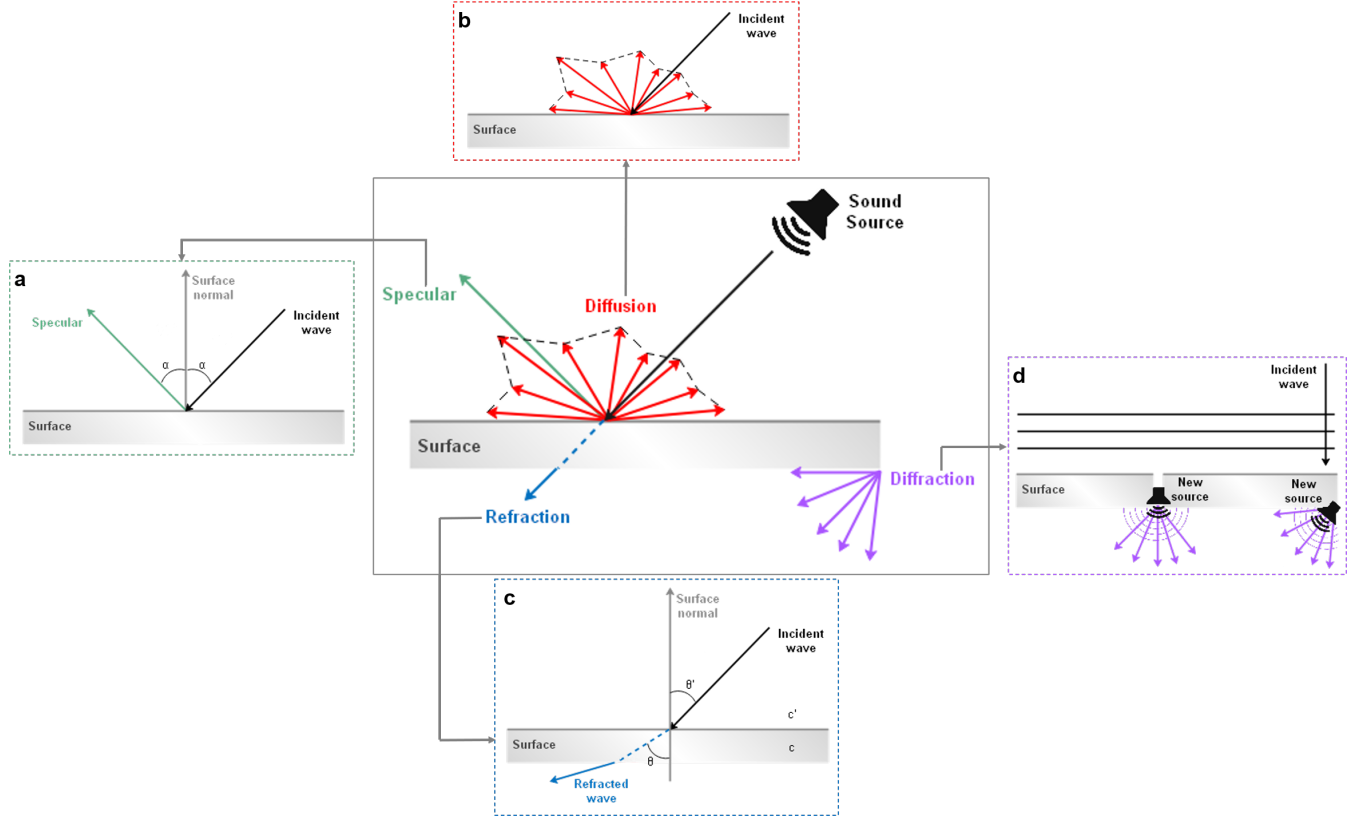 b
Incident
wave
Surface
Sound
Source
Specular
Diffusion
Surface
Diffraction
Refraction
a
Surface
normal
Specular
Incident
wave
α
α
Surface
d
Incident
wave
Surface
New
source
New
source
c
Surface
normal
Incident
wave
θ'
c'
Surface
c
θ
Refracted
wave